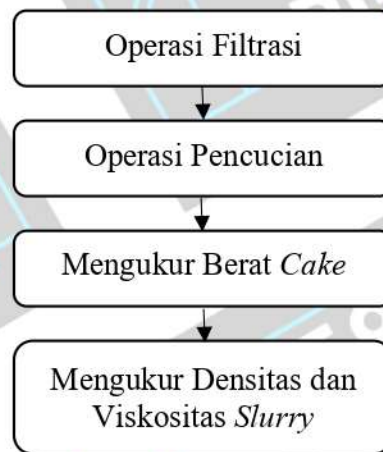 Operasi Filtrasi
Operasi Pencucian
Mengukur Berat Cake
Mengukur Densitas dan
Viskositas Slurry